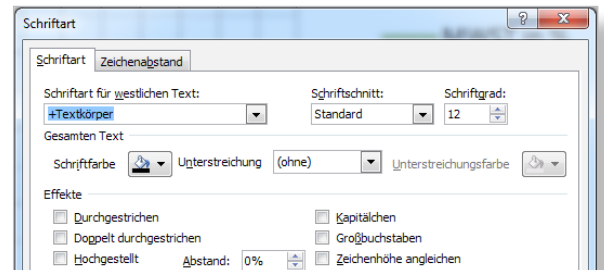 Schriftart
Schriftart Zeichenabstand
Schriftart für westlichen Text: Schriftschnitt: Schriftgrad:
+Textkörper Standard 12
Gesamten Text
Schriftfarbe Unterstreichung (ohne) Unterstreichungsfarbe
Effekte
Durchgestrichen Kapitälchen
Doppelt durchgestrichen Großbuchstaben
Hochgestellt Abstand: 0% Zeichenhöhe angleichen